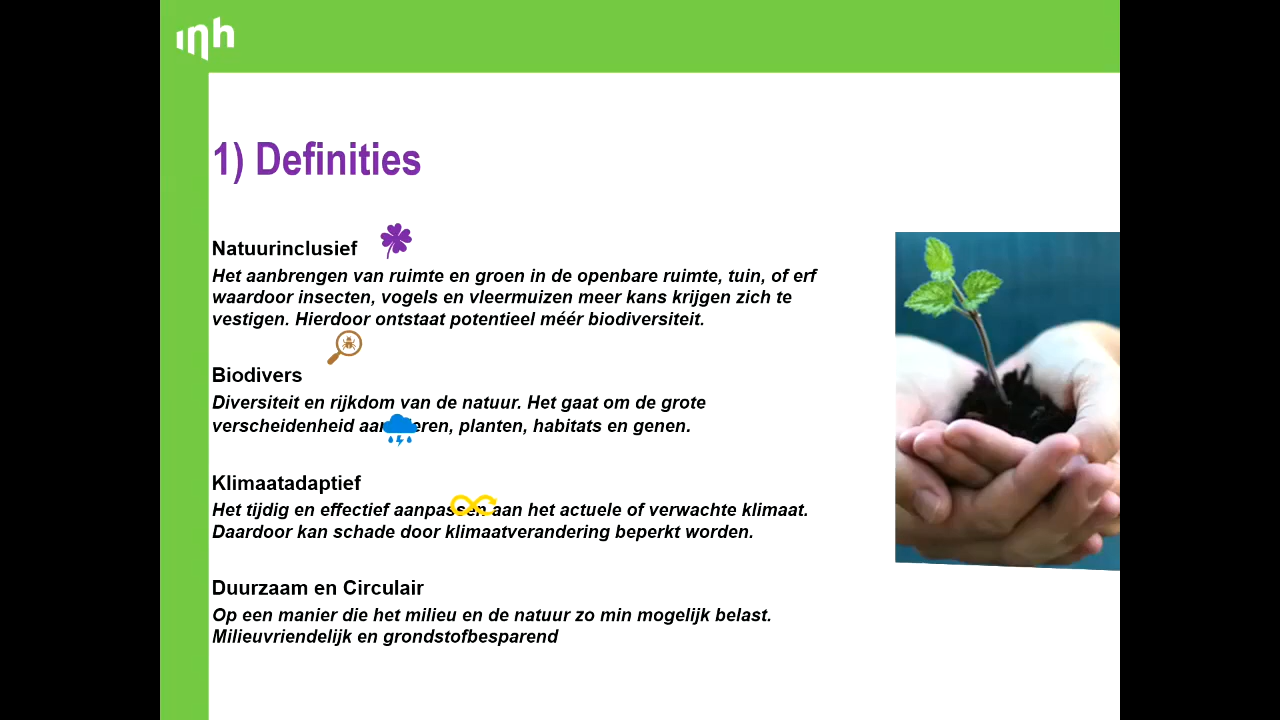 mh
1) Definities
Natuurinclusief
Het aanbrengen van ruimte en groen in de openbare ruimte, tuin, of erf
waardoor insecten, vogels en vleermuizen meer kans krijgen zich te
vestigen. Hierdoor ontstaat potentieel méér biodiversiteit.
Biodivers
Diversiteit en rijkdom van de natuur. Het gaat om de grote
verscheidenheid planten, habitats en genen.
Klimaatadaptief
Het tijdig en effectief aan het actuele of verwachte klimaat.
Daardoor kan schade door klimaatverandering beperkt worden.
Duurzaam en Circulair
Op een manier die het milieu en de natuur zo min mogelijk belast.
Milieuvriendelijk en grondstofbesparend